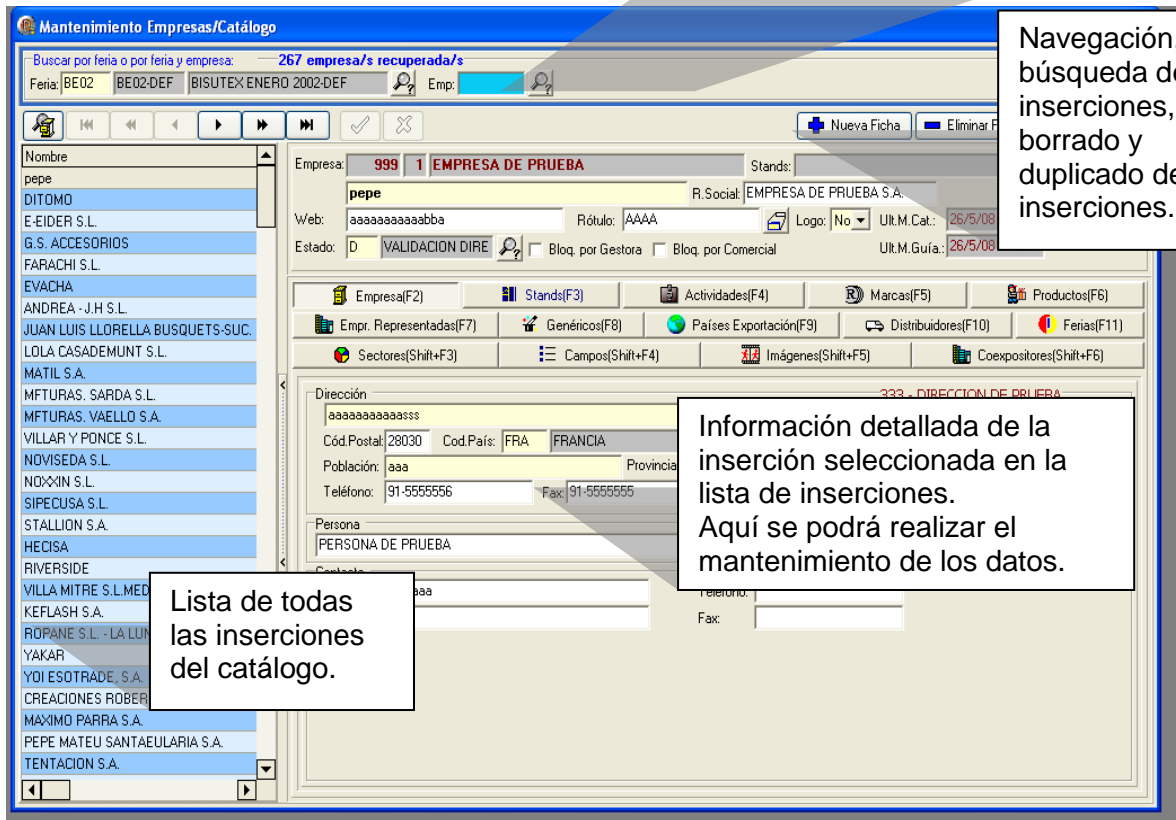 Mantenimiento Empresas/Catálogo
Buscar por feria o por feria y empresa: 267 empresa/s recuperada/s
Feria: BE02 BE02-DEF BISUTEX ENERO 2002-DEF Emp:
Navegación,
búsqueda de
inserciones,
borrado y
duplicado de
inserciones.
Nueva Ficha Eliminar F
Nombre
pepe
DITOMO
E-EIDER S.L.
G.S. ACCESORIOS
FARACHI S.L.
EVACHA
ANDREA - J.H S.L.
JUAN LUIS LLORELLA BUSQUETS-SUC.
LOLA CASADEMUNT S.L.
MATIL S.A.
MFTURAS. SARDA S.L.
MFTURAS. VAELLO S.A.
VILLAR Y PONCE S.L.
NOVISEDA S.L.
NOXXIN S.L.
SIPECUSA S.L.
STALLION S.A.
HECISA
RIVERSIDE
VILLA MITRE S.L.MED
KEFLASH S.A.
ROPANE S.L. - LA LUN
YAKAR
YOI ESOTRADE, S.A.
CREACIONES ROBER
MAXIMO PARRA S.A.
PEPE MATEU SANTAEULARIA S.A.
TENTACION S.A.
Empresa: 999 1 EMPRESA DE PRUEBA Stands:
pepe R.Social: EMPRESA DE PRUEBA S.A.
Web: aaaaaaaaaaabba Rótulo: AAAA Logo: No Ult.M.Cat.: 26/5/08
Estado: D VALIDACION DIRE Bloq. por Gestora Bloq. por Comercial Ult.M.Guía.: 26/5/08
Empresa(F2) Stands(F3) Actividades(F4) Marcas(F5) Productos(F6)
Empr. Representadas(F7) Genéricos(F8) Países Exportación(F9) Distribuidores(F10) Ferias(F11)
Sectores(Shift+F3) Campos(Shift+F4) Imágenes(Shift+F5) Coexpositores(Shift+F6)
Dirección 333 - DIRECCION DE PRUEBA
aaaaaaaaaaasss
Cód.Postal: 28030 Cod.País: FRA FRANCIA
Población: aaa Provincia
Teléfono: 91-5555556 Fax: 91-5555555
Persona
PERSONA DE PRUEBA
Contacto
aaa Teléfono:
Fax:
Información detallada de la
inserción seleccionada en la
lista de inserciones.
Aquí se podrá realizar el
mantenimiento de los datos.
Lista de todas
las inserciones
del catálogo.